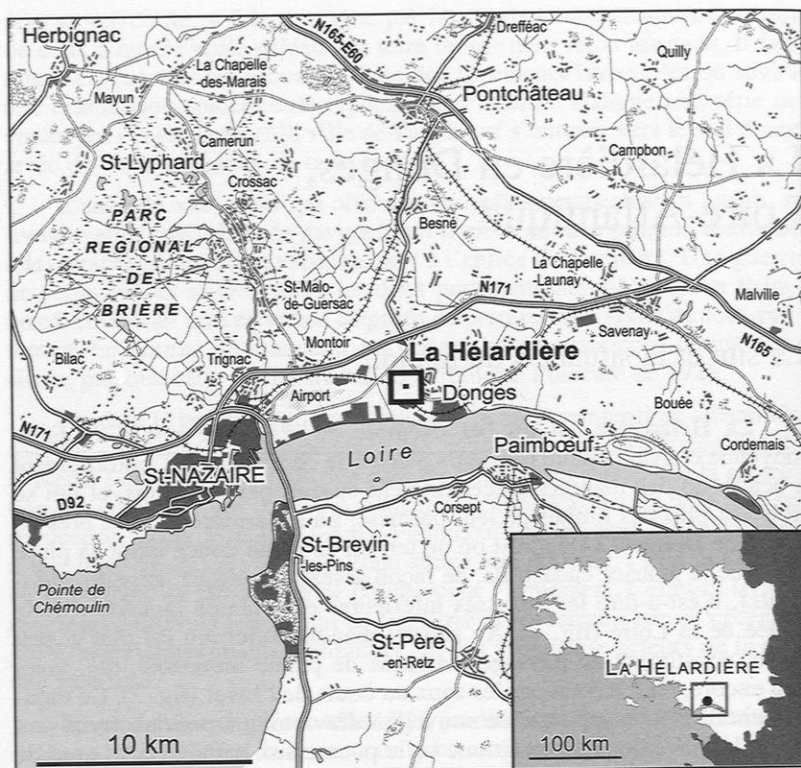 Herbignac
N165-E60
Drefféac
Quilly
La Chapelle
-des-Marais
Mayun
Pontchâteau
Camerun
St-Lyphard
Campbon
Crossac
PARC
REGIONAL
DE
BRIÈRE
Besné
La Chapelle
-Launay
St-Malo-
de-Guersac
N171
Malville
Montoir
Savenay
N165
Bilac
Trignac
La Hélardière
Airport
Donges
Bouée
N171
Loire
Paimbœuf
Cordemais
St-NAZAIRE
D92
Corsept
St-Brevin
-les-Pins
Pointe de
Chémoulin
St-Père
-en-Retz
LA HÉLARDIÈRE
10 km
100 km